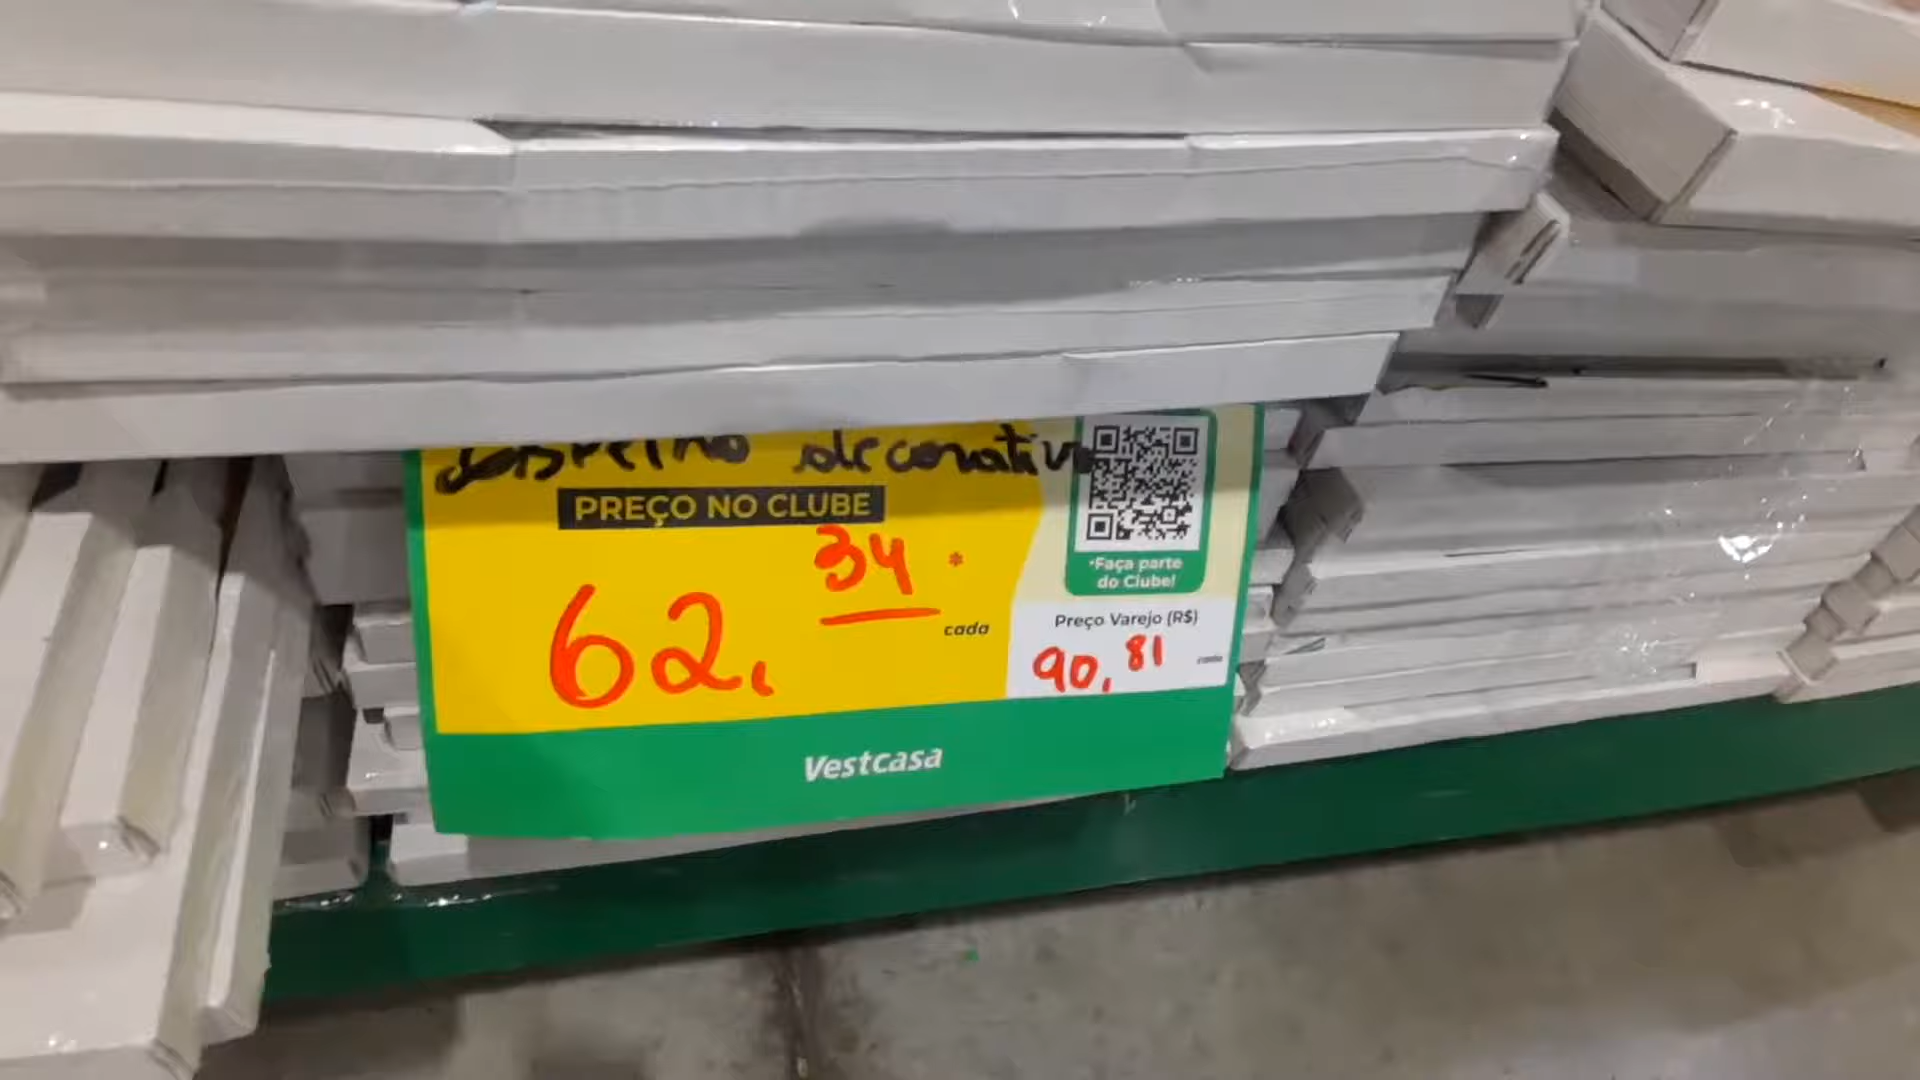 Espelho decorativo
PREÇO NO CLUBE
62,34*
cada
*Faça parte
do Clube!
Preço Varejo (R$)
90,81
cada
Vestcasa